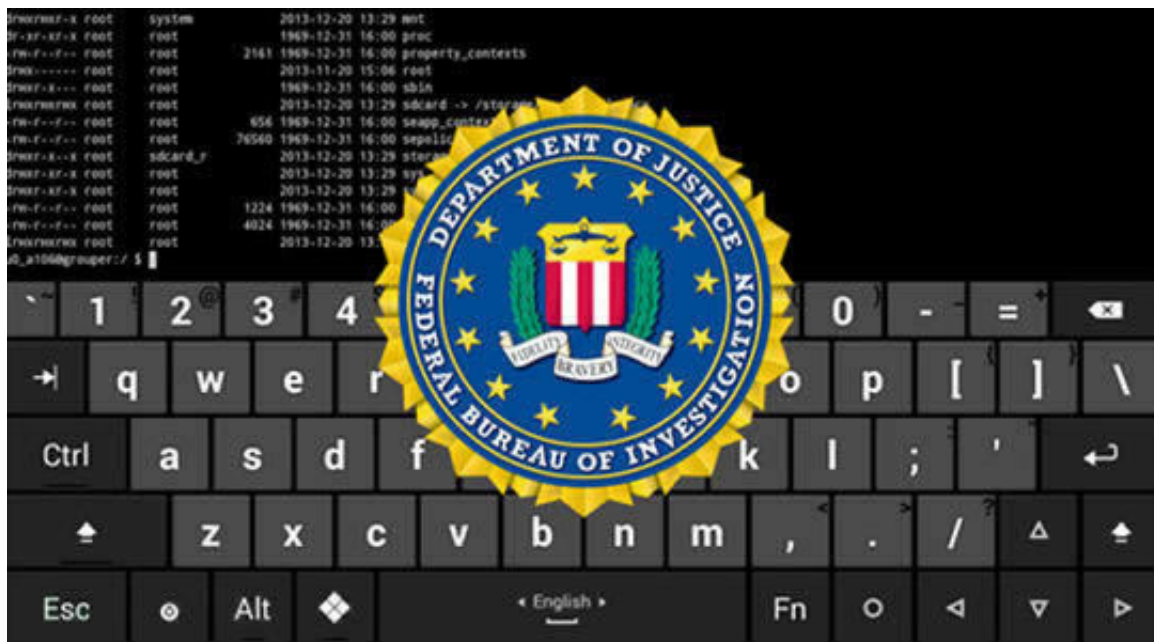 drwxrwxr-x root system 2013-12-20 13:29 mnt
dr-xr-xr-x root root 1969-12-31 16:00 proc
-rw-r--r-- root root 2161 1969-12-31 16:00 property_contexts
drwx------ root root 2013-11-20 15:06 root
drwxr-x--- root root 1969-12-31 16:00 sbin
lrwxrwxrwx root root 2013-12-20 13:29 sdcard -> /storage
-rw-r--r-- root root 656 1969-12-31 16:00 seapp_contex
-rw-r--r-- root root 76560 1969-12-31 16:00 sepolic
drwxr-x--x root sdcard_r 2013-12-20 13:29 stora
drwxr-xr-x root root 2013-12-20 13:29 sys
drwxr-xr-x root root 2013-12-20 13:29
-rw-r--r-- root root 1224 1969-12-31 16:00
-rw-r--r-- root root 4024 1969-12-31 16:00
lrwxrwxrwx root root 2013-12-20 13:
u0_a106@grouper:/ $
DEPARTMENT OF JUSTICE
FIDELITY BRAVERY INTEGRITY
FEDERAL BUREAU OF INVESTIGATION
` ~ 1 ! 2 @ 3 # 4 0 ) - _ = +
q w e r o p [ { ] } \
Ctrl a s d f k l ; : ' "
z x c v b n m , < . > / ?
Esc Alt English Fn